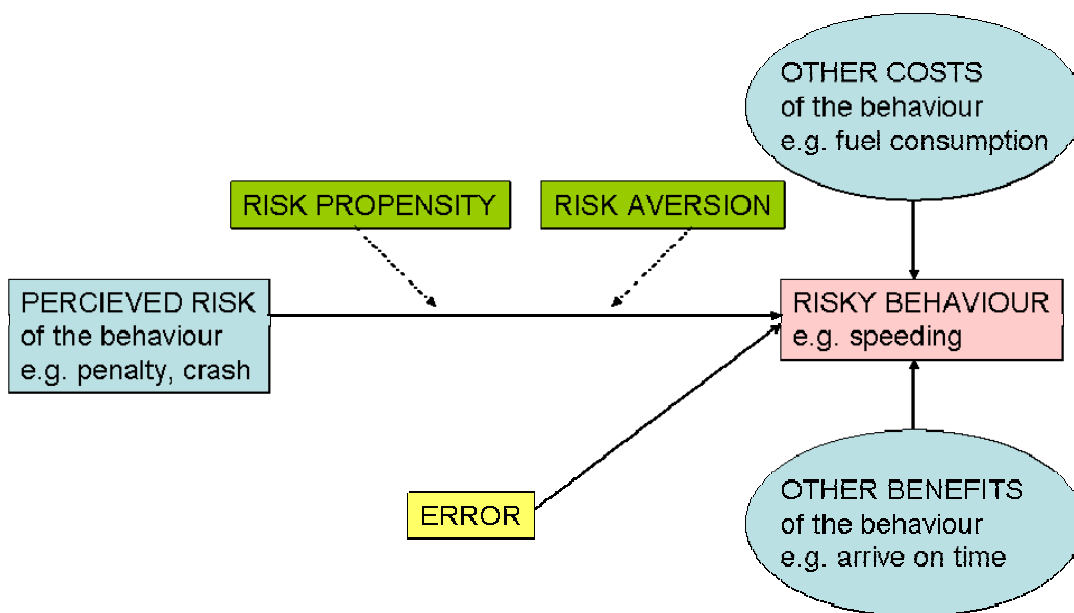 OTHER COSTS
of the behaviour
e.g. fuel consumption
RISK PROPENSITY
RISK AVERSION
PERCIEVED RISK
of the behaviour
e.g. penalty, crash
RISKY BEHAVIOUR
e.g. speeding
ERROR
OTHER BENEFITS
of the behaviour
e.g. arrive on time